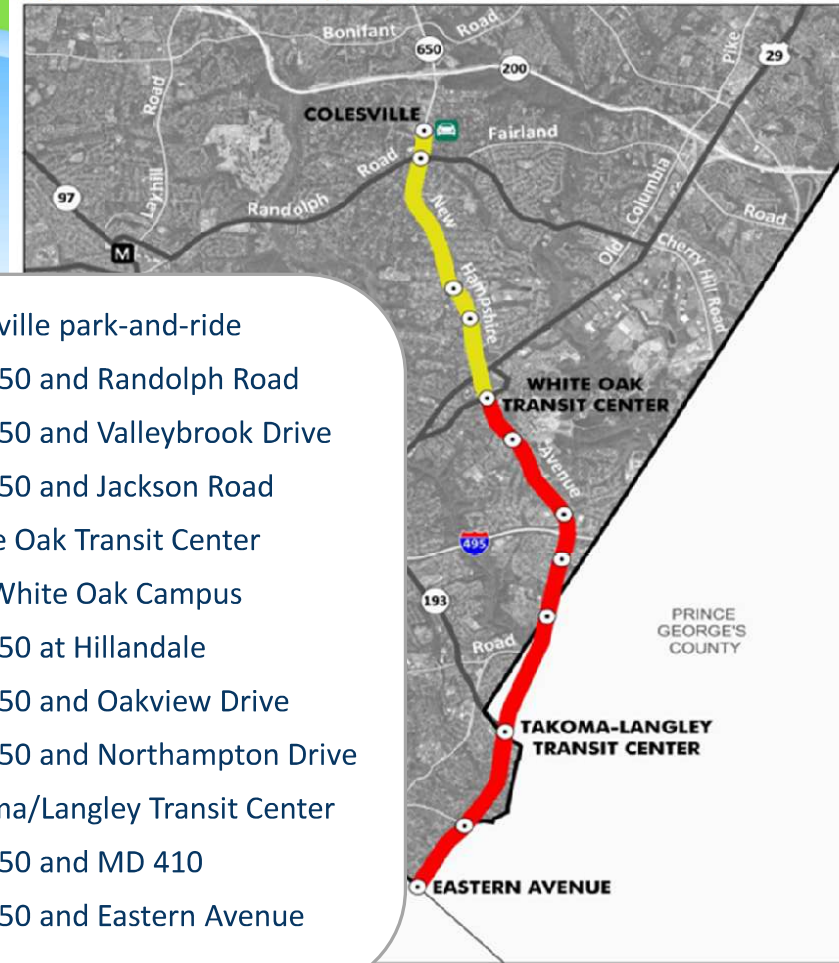 Bonifant
Road
650
200
Pike
29
Road
COLESVILLE
Fairland
Road
Randolph
97
Layhill
M
New
Hampshire
Old Columbia
Road
Cherry Hill Road
WHITE OAK
TRANSIT CENTER
Avenue
495
193
Road
PRINCE
GEORGE'S
COUNTY
TAKOMA-LANGLEY
TRANSIT CENTER
EASTERN AVENUE
ville park-and-ride
50 and Randolph Road
50 and Valleybrook Drive
50 and Jackson Road
e Oak Transit Center
White Oak Campus
50 at Hillandale
50 and Oakview Drive
50 and Northampton Drive
ma/Langley Transit Center
50 and MD 410
50 and Eastern Avenue